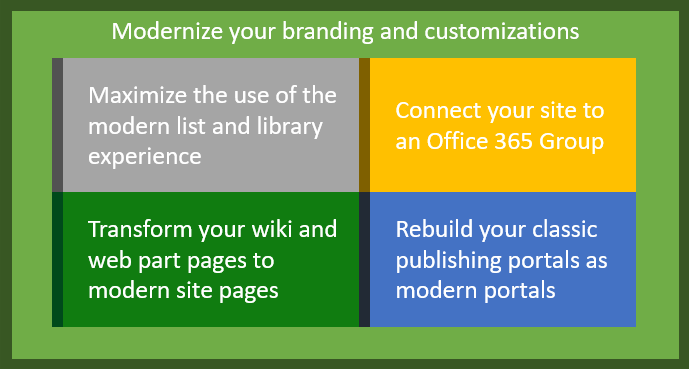 Modernize your branding and customizations
Maximize the use of the
modern list and library
experience
Connect your site to
an Office 365 Group
Transform your wiki and
web part pages to
modern site pages
Rebuild your classic
publishing portals as
modern portals